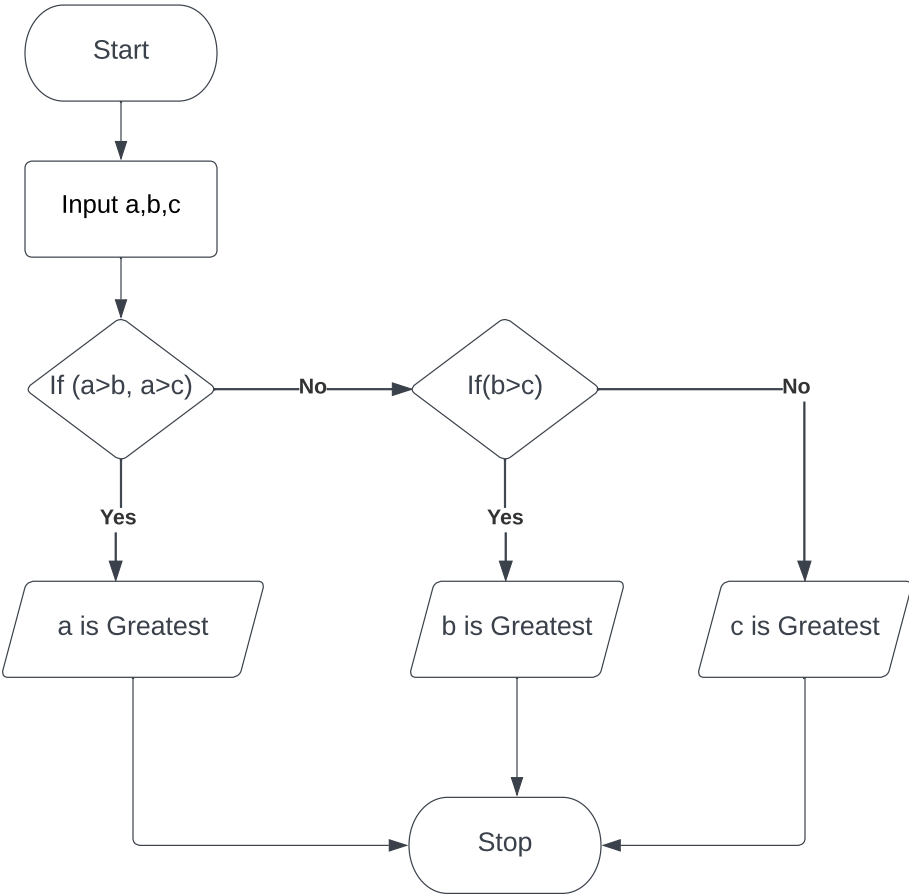 Start
Input a,b,c
If (a>b, a>c)
No
If(b>c)
No
Yes
Yes
a is Greatest
b is Greatest
c is Greatest
Stop